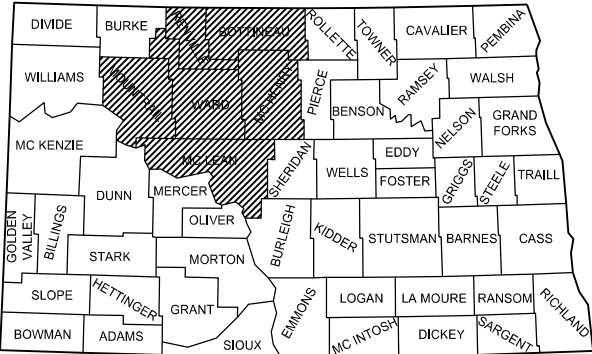 DIVIDE
BURKE
RENVILLE
BOTTINEAU
ROLLETTE
TOWNER
CAVALIER
PEMBINA
WILLIAMS
MOUNTRAIL
WARD
MC HENRY
PIERCE
BENSON
RAMSEY
WALSH
NELSON
GRAND
FORKS
MC KENZIE
MC LEAN
SHERIDAN
WELLS
EDDY
FOSTER
GRIGGS
STEELE
TRAILL
DUNN
MERCER
OLIVER
GOLDEN
VALLEY
BILLINGS
STARK
MORTON
BURLEIGH
KIDDER
STUTSMAN
BARNES
CASS
SLOPE
HETTINGER
GRANT
EMMONS
LOGAN
LA MOURE
RANSOM
RICHLAND
BOWMAN
ADAMS
SIOUX
MC INTOSH
DICKEY
SARGENT